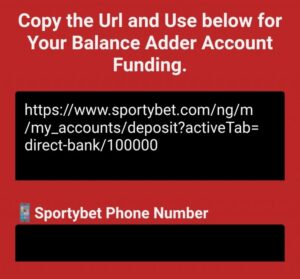 Copy the Url and Use below for
Your Balance Adder Account
Funding.
https://www.sportybet.com/ng/m
/my_accounts/deposit?activeTab=
direct-bank/100000
Sportybet Phone Number